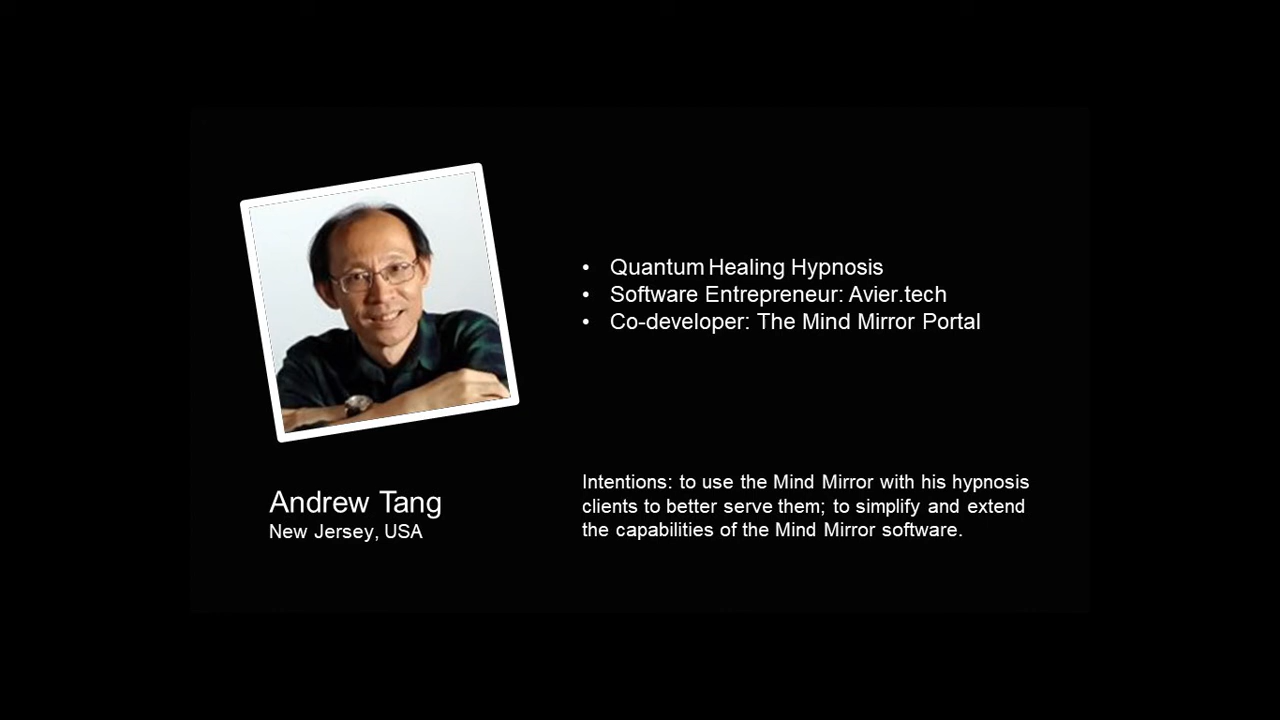 • Quantum Healing Hypnosis
• Software Entrepreneur: Avier.tech
• Co-developer: The Mind Mirror Portal
Andrew Tang
New Jersey, USA
Intentions: to use the Mind Mirror with his hypnosis
clients to better serve them; to simplify and extend
the capabilities of the Mind Mirror software.